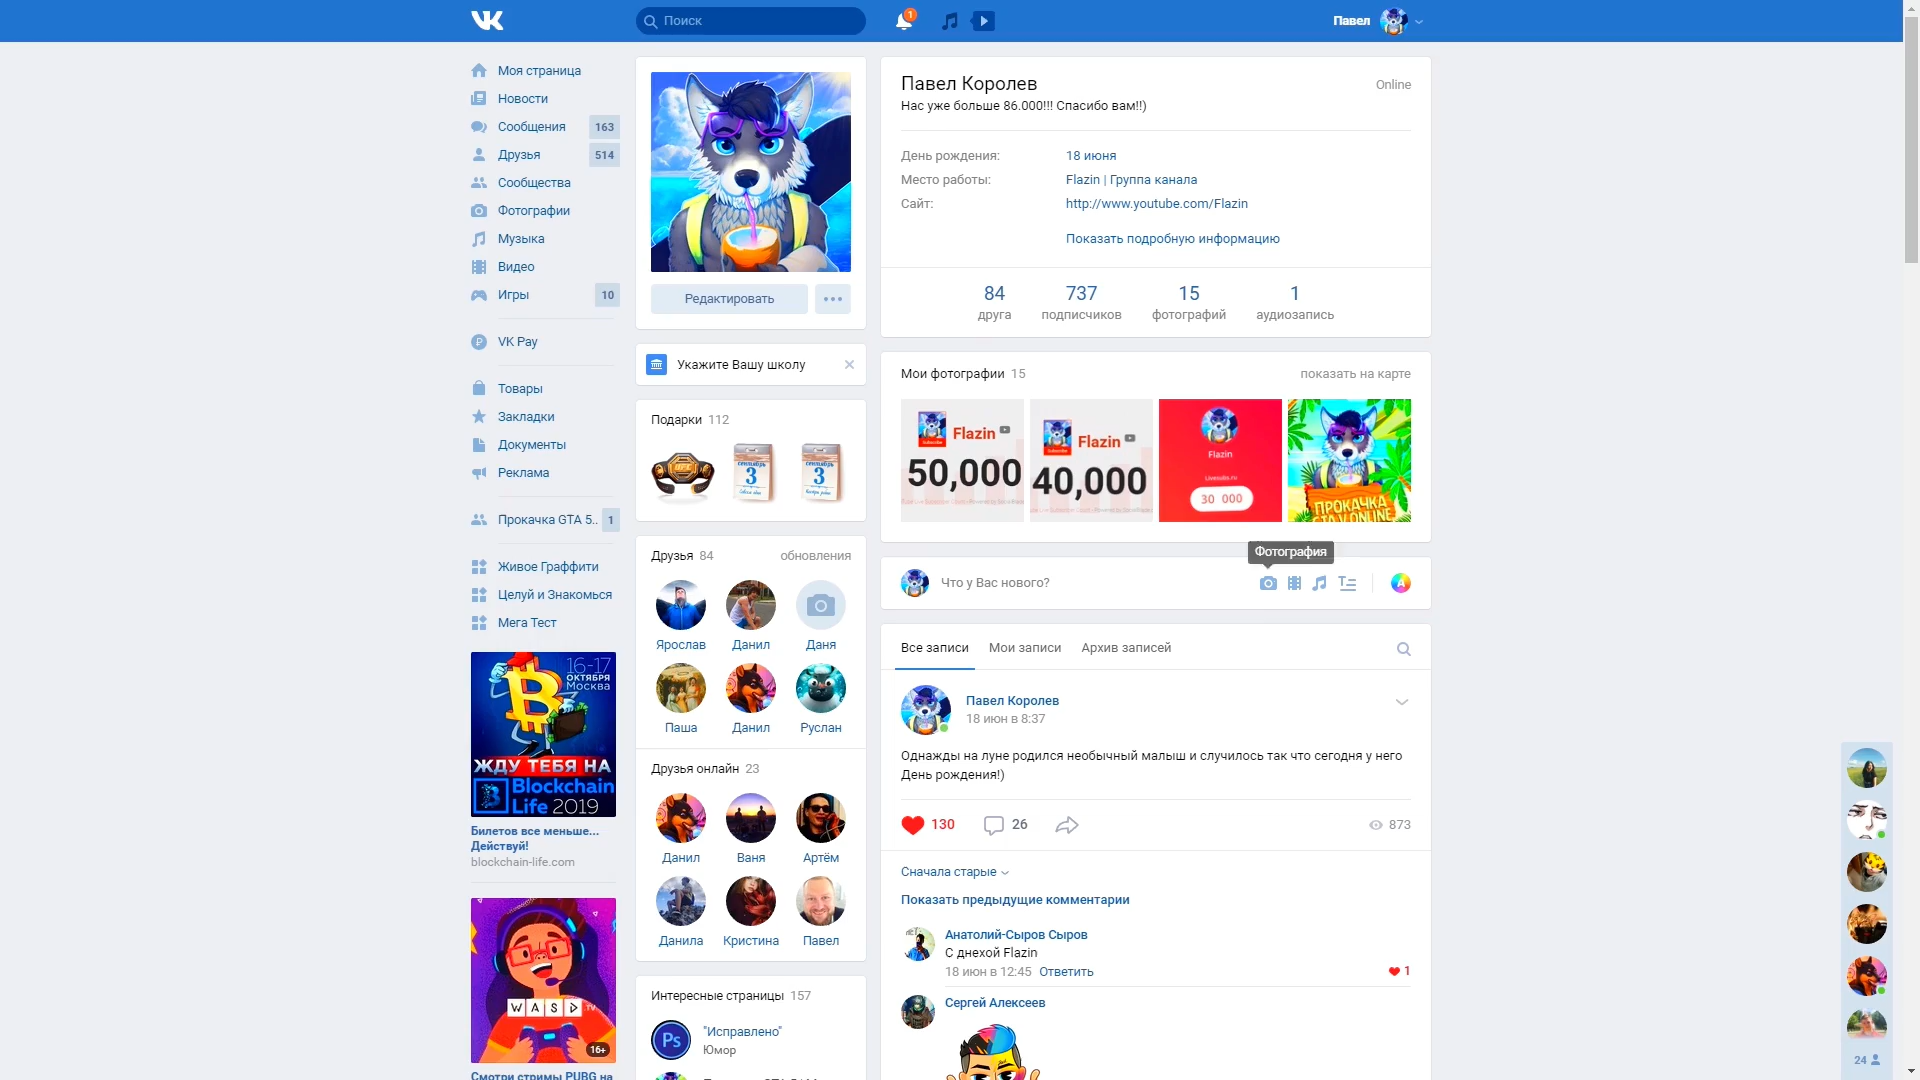 Поиск
1
Павел
Моя страница
Новости
Сообщения 163
Друзья 514
Сообщества
Фотографии
Музыка
Видео
Игры 10
VK Pay
Товары
Закладки
Документы
Реклама
Прокачка GTA 5.. 1
Живое Граффити
Целуй и Знакомься
Мега Тест
16-17
ОКТЯБРЯ
Москва
ЖДУ ТЕБЯ НА
Blockchain
Life 2019
Билетов все меньше...
Действуй!
blockchain-life.com
W A S D TV
16+
Смотри стримы PUBG на
Редактировать
Укажите Вашу школу
Подарки 112
СЕНТЯБРЬ
3
СЕНТЯБРЬ
3
Друзья 84 обновления
Ярослав Данил Даня
Паша Данил Руслан
Друзья онлайн 23
Данил Ваня Артём
Данила Кристина Павел
Интересные страницы 157
Ps
"Исправлено"
Юмор
Павел Королев
Online
Нас уже больше 86.000!!! Спасибо вам!!)
День рождения: 18 июня
Место работы: Flazin | Группа канала
Сайт: http://www.youtube.com/Flazin
Показать подробную информацию
84 737 15 1
друга подписчиков фотографий аудиозапись
Мои фотографии 15 показать на карте
Flazin
50,000
Flazin
40,000
Flazin
30 000
ПРОКАЧКА
GTA V ONLINE
Фотография
Что у Вас нового?
Все записи Мои записи Архив записей
Павел Королев
18 июн в 8:37
Однажды на луне родился необычный малыш и случилось так что сегодня у него
День рождения!)
130 26 873
Сначала старые
Показать предыдущие комментарии
Анатолий-Сыров Сыров
С днехой Flazin
18 июн в 12:45 Ответить 1
Сергей Алексеев
24